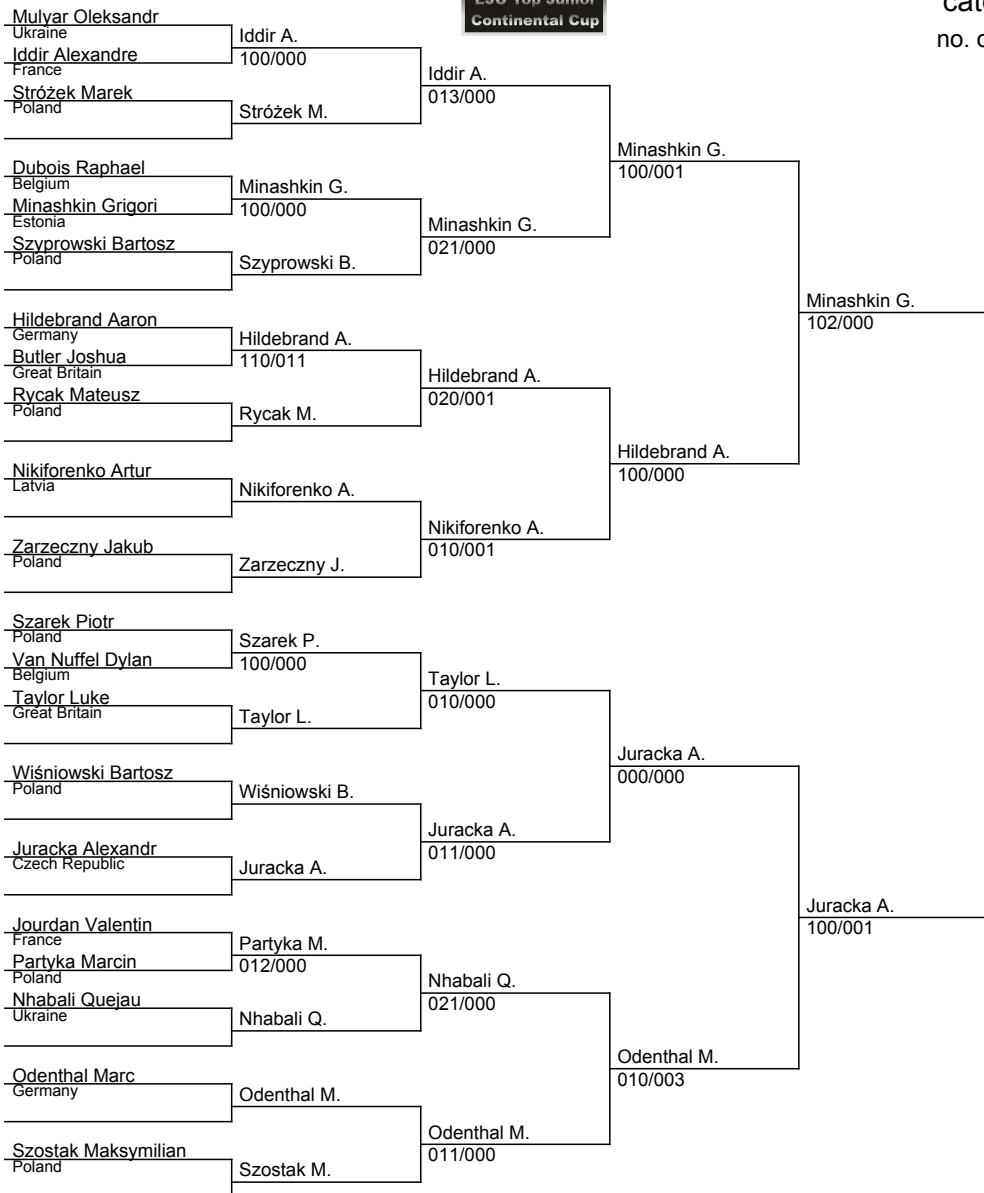 EJU Top Junior
Continental Cup
Mulyar Oleksandr
Ukraine
Iddir Alexandre
France
Stróżek Marek
Poland
Dubois Raphael
Belgium
Minashkin Grigori
Estonia
Szyprowski Bartosz
Poland
Hildebrand Aaron
Germany
Butler Joshua
Great Britain
Rycak Mateusz
Poland
Nikiforenko Artur
Latvia
Zarzeczny Jakub
Poland
Szarek Piotr
Poland
Van Nuffel Dylan
Belgium
Taylor Luke
Great Britain
Wiśniowski Bartosz
Poland
Juracka Alexandr
Czech Republic
Jourdan Valentin
France
Partyka Marcin
Poland
Nhabali Quejau
Ukraine
Odenthal Marc
Germany
Szostak Maksymilian
Poland
Iddir A.
100/000
Stróżek M.
Minashkin G.
100/000
Szyprowski B.
Hildebrand A.
110/011
Rycak M.
Nikiforenko A.
Zarzeczny J.
Szarek P.
100/000
Taylor L.
Wiśniowski B.
Juracka A.
Partyka M.
012/000
Nhabali Q.
Odenthal M.
Szostak M.
Iddir A.
013/000
Minashkin G.
021/000
Hildebrand A.
020/001
Nikiforenko A.
010/001
Taylor L.
010/000
Juracka A.
011/000
Nhabali Q.
021/000
Odenthal M.
011/000
Minashkin G.
100/001
Hildebrand A.
100/000
Juracka A.
000/000
Odenthal M.
010/003
Minashkin G.
102/000
Juracka A.
100/001
no.